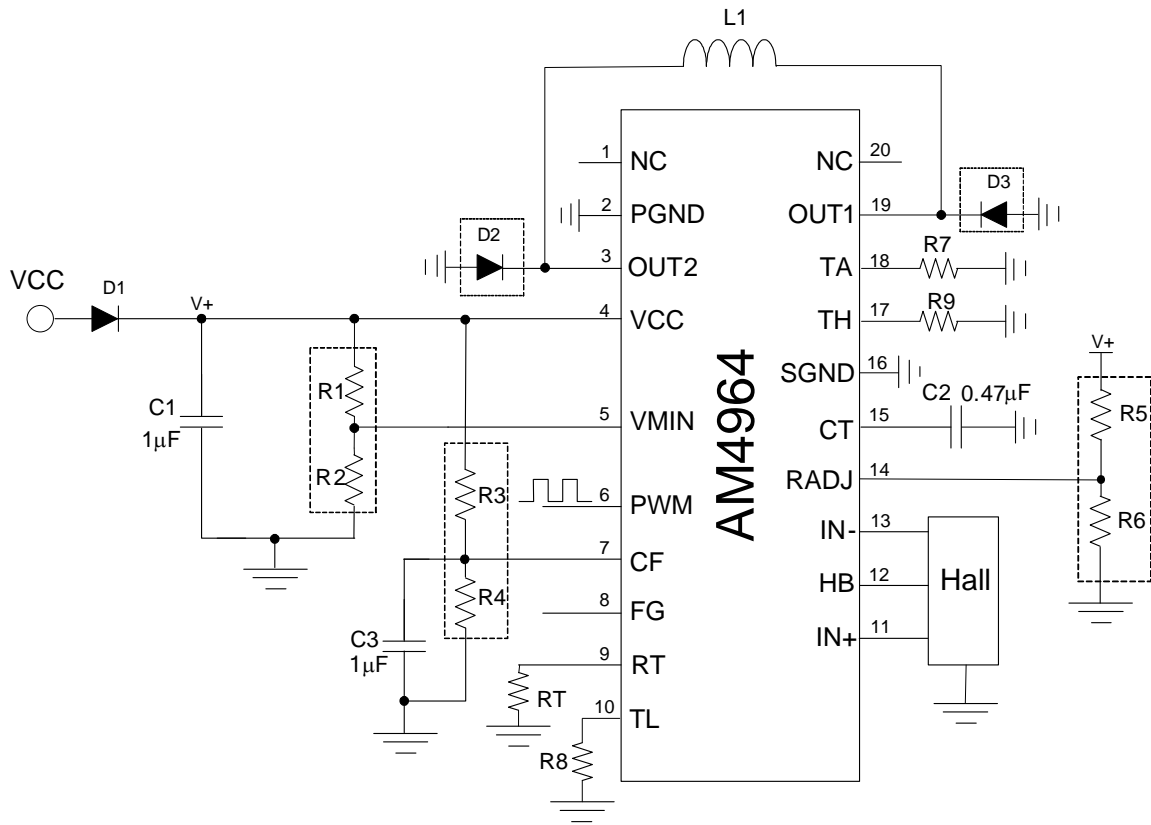 L1
1
NC
NC
20
2
PGND
OUT1
19
D3
D2
3
OUT2
TA
18
R7
VCC
D1
V+
4
VCC
TH
17
R9
SGND
16
V+
R1
C1
1μF
5
VMIN
CT
15
C2
0.47μF
R5
R2
R3
6
PWM
RADJ
14
R6
AM4964
IN-
13
7
CF
HB
12
Hall
R4
8
FG
IN+
11
C3
1μF
9
RT
RT
10
TL
R8